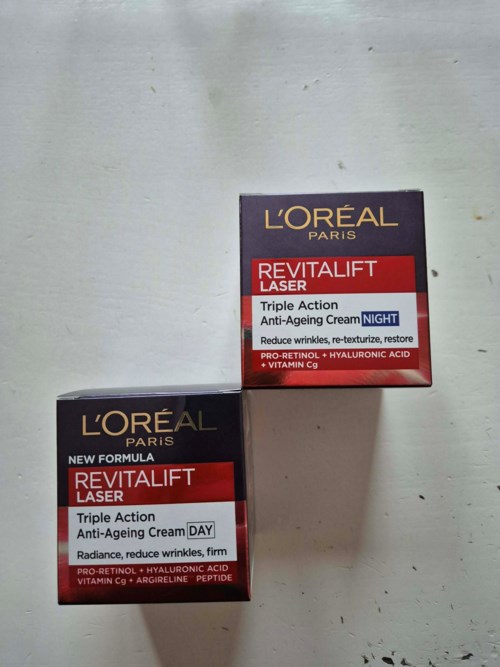 L'ORÉAL
PARiS
REVITALIFT
LASER
Triple Action
Anti-Ageing Cream NIGHT
Reduce wrinkles, re-texturize, restore
PRO-RETINOL + HYALURONIC ACID
+ VITAMIN Cg
L'ORÉAL
PARiS
NEW FORMULA
REVITALIFT
LASER
Triple Action
Anti-Ageing Cream DAY
Radiance, reduce wrinkles, firm
PRO-RETINOL + HYALURONIC ACID
VITAMIN Cg + ARGIRELINE™ PEPTIDE